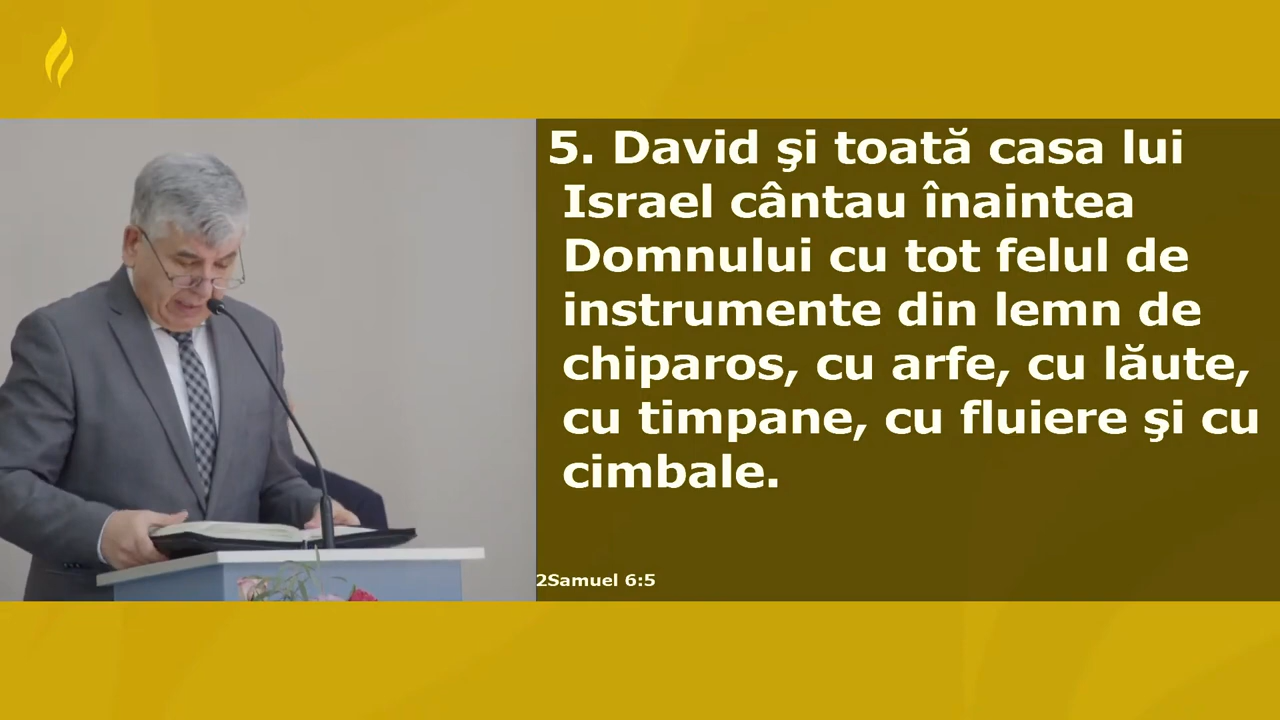 5. David şi toată casa lui
Israel cântau înaintea
Domnului cu tot felul de
instrumente din lemn de
chiparos, cu arfe, cu lăute,
cu timpane, cu fluiere şi cu
cimbale.
2Samuel 6:5